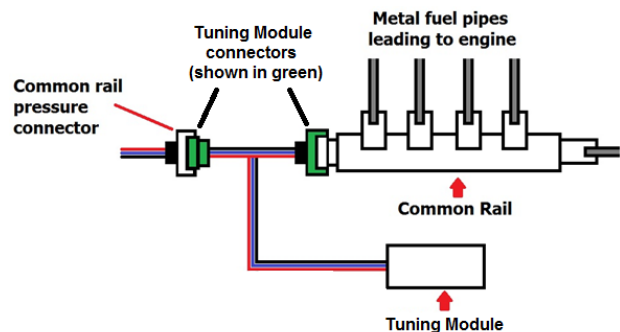 Tuning Module
connectors
(shown in green)
Metal fuel pipes
leading to engine
Common rail
pressure
connector
Common Rail
Tuning Module